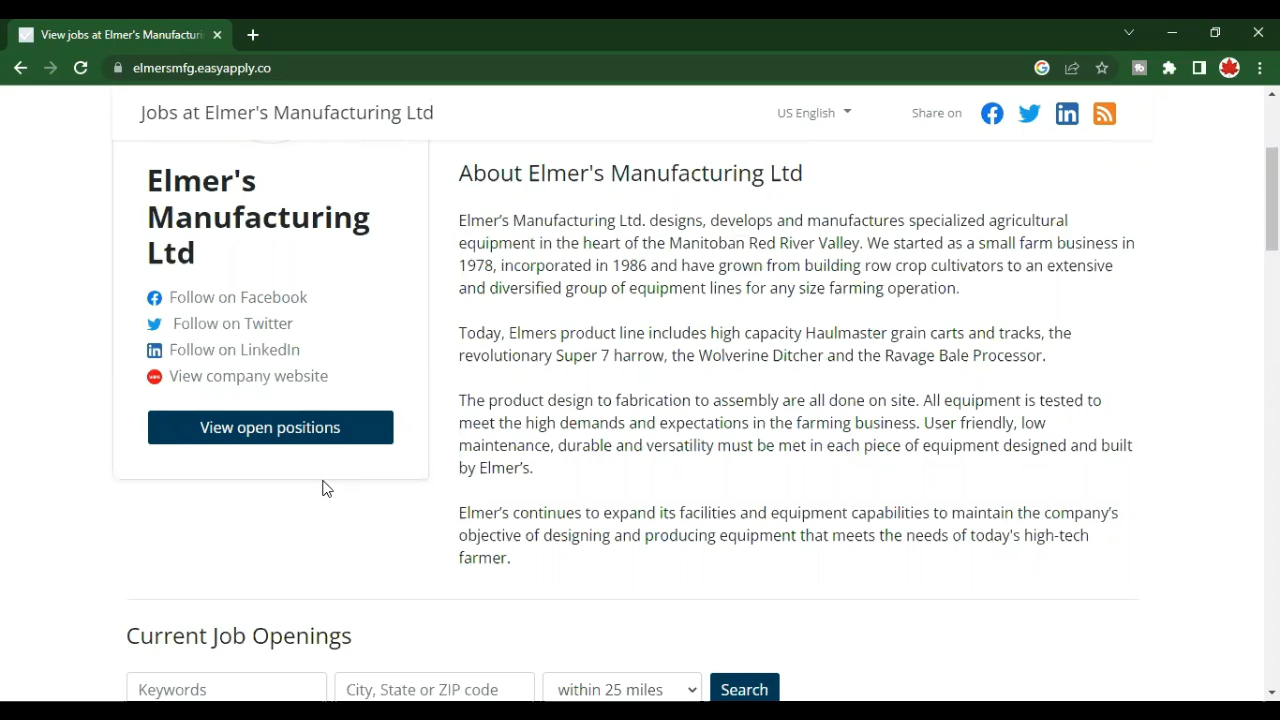 View jobs at Elmer's Manufacturi
elmersmfg.easyapply.co
Jobs at Elmer's Manufacturing Ltd
US English
Share on
Elmer's
Manufacturing
Ltd
Follow on Facebook
Follow on Twitter
Follow on LinkedIn
View company website
View open positions
About Elmer's Manufacturing Ltd
Elmer's Manufacturing Ltd. designs, develops and manufactures specialized agricultural
equipment in the heart of the Manitoban Red River Valley. We started as a small farm business in
1978, incorporated in 1986 and have grown from building row crop cultivators to an extensive
and diversified group of equipment lines for any size farming operation.
Today, Elmers product line includes high capacity Haulmaster grain carts and tracks, the
revolutionary Super 7 harrow, the Wolverine Ditcher and the Ravage Bale Processor.
The product design to fabrication to assembly are all done on site. All equipment is tested to
meet the high demands and expectations in the farming business. User friendly, low
maintenance, durable and versatility must be met in each piece of equipment designed and built
by Elmer's.
Elmer's continues to expand its facilities and equipment capabilities to maintain the company's
objective of designing and producing equipment that meets the needs of today's high-tech
farmer.
Current Job Openings
Keywords
City, State or ZIP code
within 25 miles
Search